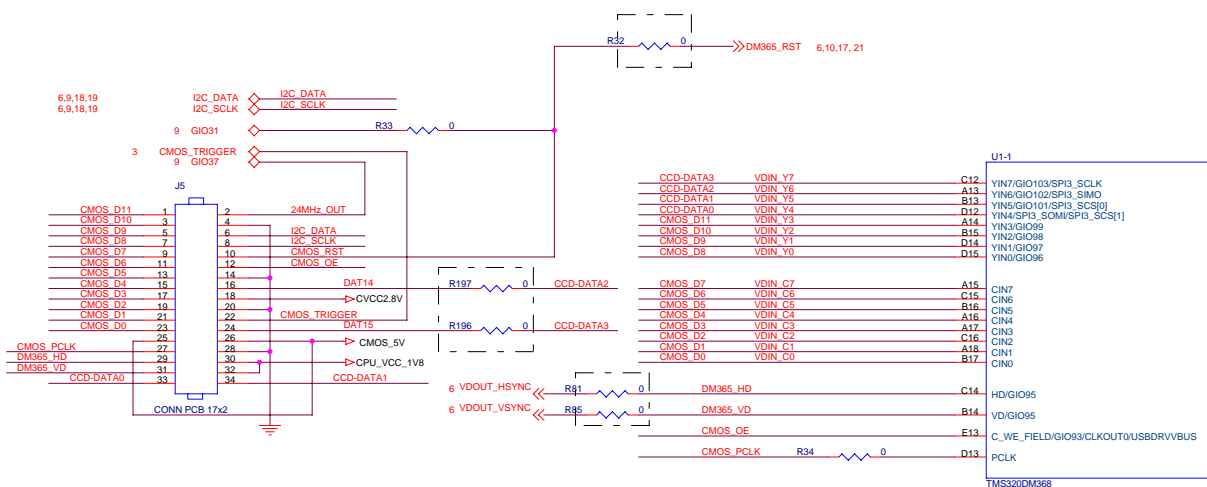 R32 0 DM365_RST 6,10,17, 21
6,9,18,19 I2C_DATA I2C_DATA
6,9,18,19 I2C_SCLK I2C_SCLK
9 GIO31 R33 0
3 CMOS_TRIGGER
9 GIO37
J5
CMOS_D11 1 2 24MHz_OUT
CMOS_D10 3 4
CMOS_D9 5 6 I2C_DATA
CMOS_D8 7 8 I2C_SCLK
CMOS_D7 9 10 CMOS_RST
CMOS_D6 11 12 CMOS_OE
CMOS_D5 13 14
CMOS_D4 15 16 DAT14 R197 0 CCD-DATA2
CMOS_D3 17 18 CVCC2.8V
CMOS_D2 19 20
CMOS_D1 21 22 CMOS_TRIGGER
CMOS_D0 23 24 DAT15 R196 0 CCD-DATA3
25 26 CMOS_5V
CMOS_PCLK 27 28
DM365_HD 29 30 CPU_VCC_1V8
DM365_VD 31 32
CCD-DATA0 33 34 CCD-DATA1
CONN PCB 17x2
U1-1
CCD-DATA3 VDIN_Y7 C12 YIN7/GIO103/SPI3_SCLK
CCD-DATA2 VDIN_Y6 A13 YIN6/GIO102/SPI3_SIMO
CCD-DATA1 VDIN_Y5 B13 YIN5/GIO101/SPI3_SCS[0]
CCD-DATA0 VDIN_Y4 D12 YIN4/SPI3_SOMI/SPI3_SCS[1]
CMOS_D11 VDIN_Y3 A14 YIN3/GIO99
CMOS_D10 VDIN_Y2 B15 YIN2/GIO98
CMOS_D9 VDIN_Y1 D14 YIN1/GIO97
CMOS_D8 VDIN_Y0 D15 YIN0/GIO96
CMOS_D7 VDIN_C7 A15 CIN7
CMOS_D6 VDIN_C6 C15 CIN6
CMOS_D5 VDIN_C5 B16 CIN5
CMOS_D4 VDIN_C4 A16 CIN4
CMOS_D3 VDIN_C3 A17 CIN3
CMOS_D2 VDIN_C2 C16 CIN2
CMOS_D1 VDIN_C1 A18 CIN1
CMOS_D0 VDIN_C0 B17 CIN0
6 VDOUT_HSYNC R81 0 DM365_HD C14 HD/GIO95
6 VDOUT_VSYNC R85 0 DM365_VD B14 VD/GIO95
CMOS_OE E13 C_WE_FIELD/GIO93/CLKOUT0/USBDRVVBUS
CMOS_PCLK R34 0 D13 PCLK
TMS320DM368